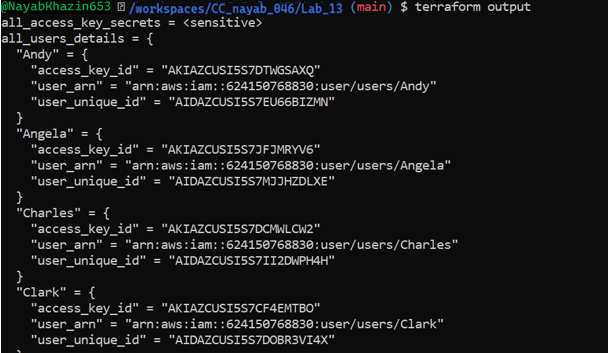 @NayabKhazin653 /workspaces/CC_nayab_046/Lab_13 (main) $ terraform output
all_access_key_secrets = <sensitive>
all_users_details = {
  "Andy" = {
    "access_key_id" = "AKIAZCUSI5S7DTWGSAXQ"
    "user_arn" = "arn:aws:iam::624150768830:user/users/Andy"
    "user_unique_id" = "AIDAZCUSI5S7EU66BIZMN"
  }
  "Angela" = {
    "access_key_id" = "AKIAZCUSI5S7JFJMRYV6"
    "user_arn" = "arn:aws:iam::624150768830:user/users/Angela"
    "user_unique_id" = "AIDAZCUSI5S7MJJHZDLXE"
  }
  "Charles" = {
    "access_key_id" = "AKIAZCUSI5S7DCMWLCW2"
    "user_arn" = "arn:aws:iam::624150768830:user/users/Charles"
    "user_unique_id" = "AIDAZCUSI5S7II2DWPH4H"
  }
  "Clark" = {
    "access_key_id" = "AKIAZCUSI5S7CF4EMTBO"
    "user_arn" = "arn:aws:iam::624150768830:user/users/Clark"
    "user_unique_id" = "AIDAZCUSI5S7DOBR3VI4X"